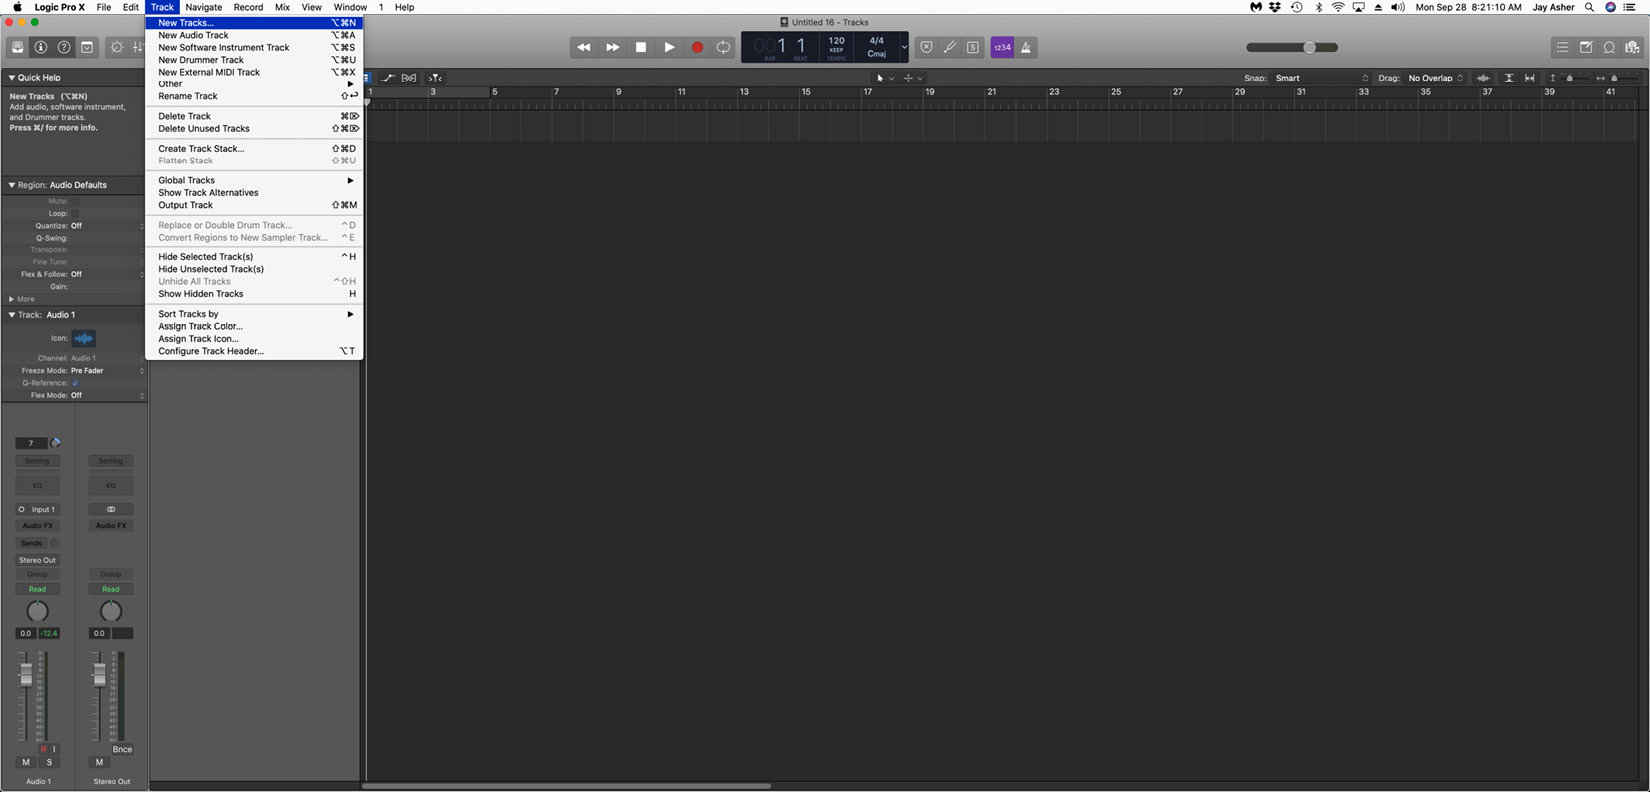 Logic Pro X File Edit Track Navigate Record Mix View Window 1 Help
Mon Sep 28 8:21:10 AM Jay Asher
Untitled 16 - Tracks
New Tracks... ⌥⌘N
New Audio Track ⌥⌘A
New Software Instrument Track ⌥⌘S
New Drummer Track ⌥⌘U
New External MIDI Track ⌥⌘X
Other
Rename Track ⇧↩
Delete Track ⌘⌦
Delete Unused Tracks ⇧⌘⌦
Create Track Stack... ⇧⌘D
Flatten Stack ⇧⌘U
Global Tracks
Show Track Alternatives
Output Track ⇧⌘M
Replace or Double Drum Track... ^D
Convert Regions to New Sampler Track... ^E
Hide Selected Track(s) ^H
Hide Unselected Track(s)
Unhide All Tracks ^⇧H
Show Hidden Tracks H
Sort Tracks by
Assign Track Color...
Assign Track Icon...
Configure Track Header... ⌥T
001 1 120 4/4
KEEP Cmaj
BAR BEAT TEMPO
S 1234
Snap: Smart Drag: No Overlap
1 3 5 7 9 11 13 15 17 19 21 23 25 27 29 31 33 35 37 39 41
Quick Help
New Tracks (⌥⌘N)
Add audio, software instrument,
and Drummer tracks.
Press ⌘/ for more info.
Region: Audio Defaults
Mute:
Loop:
Quantize: Off
Q-Swing:
Transpose:
Fine Tune:
Flex & Follow: Off
Gain:
More
Track: Audio 1
Icon:
Channel: Audio 1
Freeze Mode: Pre Fader
Q-Reference:
Flex Mode: Off
7
Setting Setting
EQ EQ
Input 1
Audio FX Audio FX
Sends
Stereo Out
Group Group
Read Read
0.0 -12.4 0.0
R I Bnce
M S M
Audio 1 Stereo Out